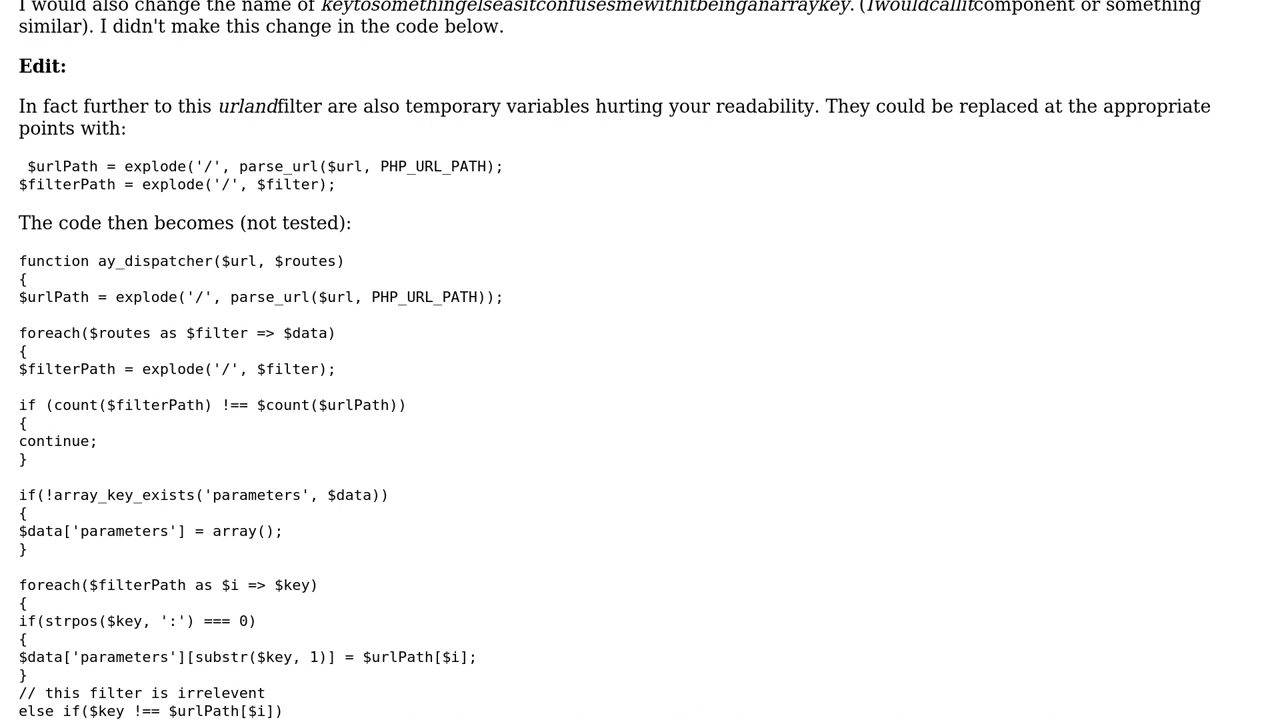 I would also change the name of keytosomethingelseasitconfusesmewithitbeinganarraykey. (Iwouldcallitcomponent or something
similar). I didn't make this change in the code below.
Edit:
In fact further to this urlandfilter are also temporary variables hurting your readability. They could be replaced at the appropriate
points with:
$urlPath = explode('/', parse_url($url, PHP_URL_PATH);
$filterPath = explode('/', $filter);
The code then becomes (not tested):
function ay_dispatcher($url, $routes)
{
$urlPath = explode('/', parse_url($url, PHP_URL_PATH));
foreach($routes as $filter => $data)
{
$filterPath = explode('/', $filter);
if (count($filterPath) !== $count($urlPath))
{
continue;
}
if(!array_key_exists('parameters', $data))
{
$data['parameters'] = array();
}
foreach($filterPath as $i => $key)
{
if(strpos($key, ':') === 0)
{
$data['parameters'][substr($key, 1)] = $urlPath[$i];
}
// this filter is irrelevent
else if($key !== $urlPath[$i])